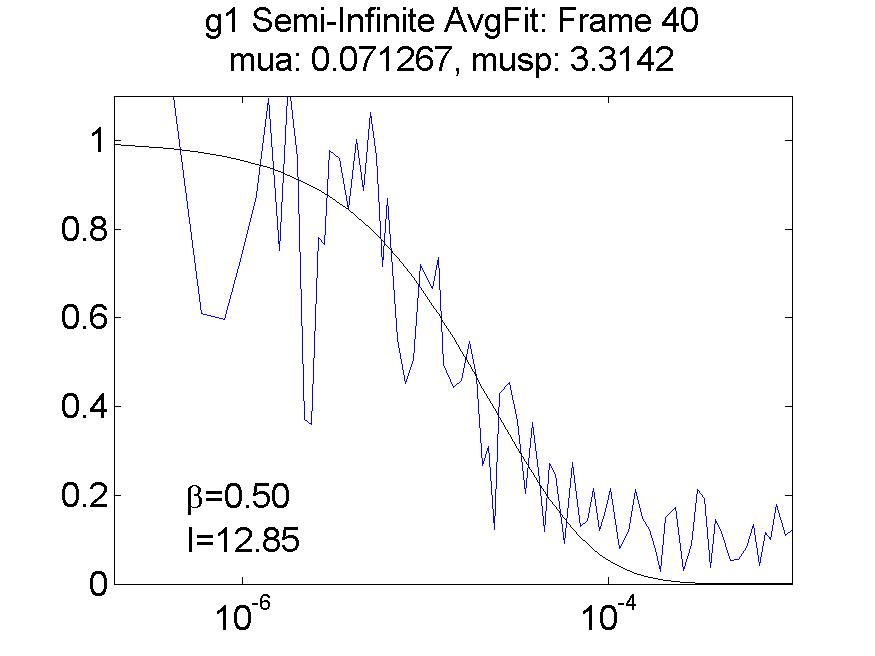 g1 Semi-Infinite AvgFit: Frame 40
mua: 0.071267, musp: 3.3142
1
0.8
0.6
0.4
0.2
0
β=0.50
I=12.85
10^-6
10^-4